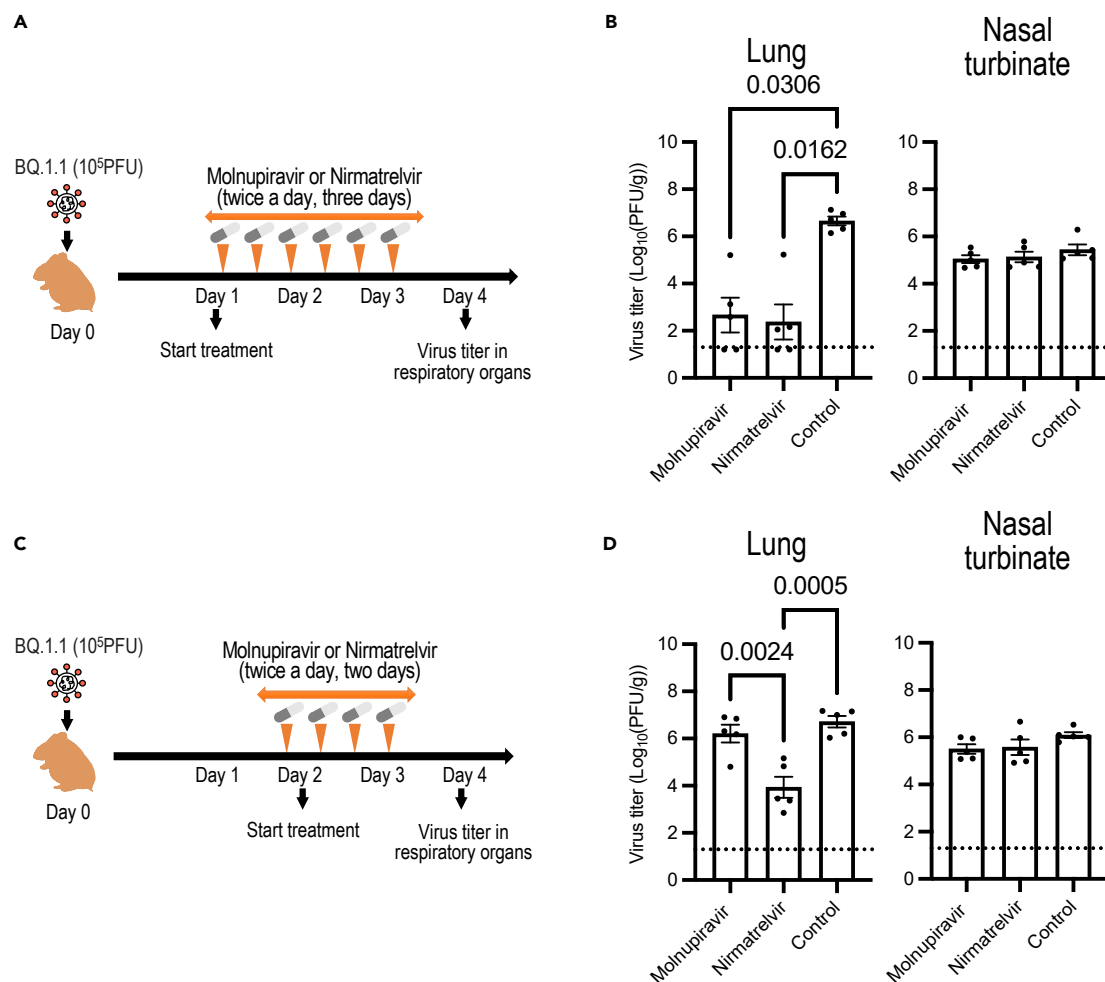 A
BQ.1.1 (10⁵PFU)
Day 0
Molnupiravir or Nirmatrelvir
(twice a day, three days)
Day 1
Day 2
Day 3
Day 4
Start treatment
Virus titer in
respiratory organs
B
Lung
0.0306
0.0162
Virus titer (Log₁₀(PFU/g))
10
8
6
4
2
0
Molnupiravir
Nirmatrelvir
Control
Nasal
turbinate
10
8
6
4
2
0
Molnupiravir
Nirmatrelvir
Control
C
BQ.1.1 (10⁵PFU)
Day 0
Molnupiravir or Nirmatrelvir
(twice a day, two days)
Day 1
Day 2
Day 3
Day 4
Start treatment
Virus titer in
respiratory organs
D
Lung
0.0005
0.0024
Virus titer (Log₁₀(PFU/g))
10
8
6
4
2
0
Molnupiravir
Nirmatrelvir
Control
Nasal
turbinate
10
8
6
4
2
0
Molnupiravir
Nirmatrelvir
Control